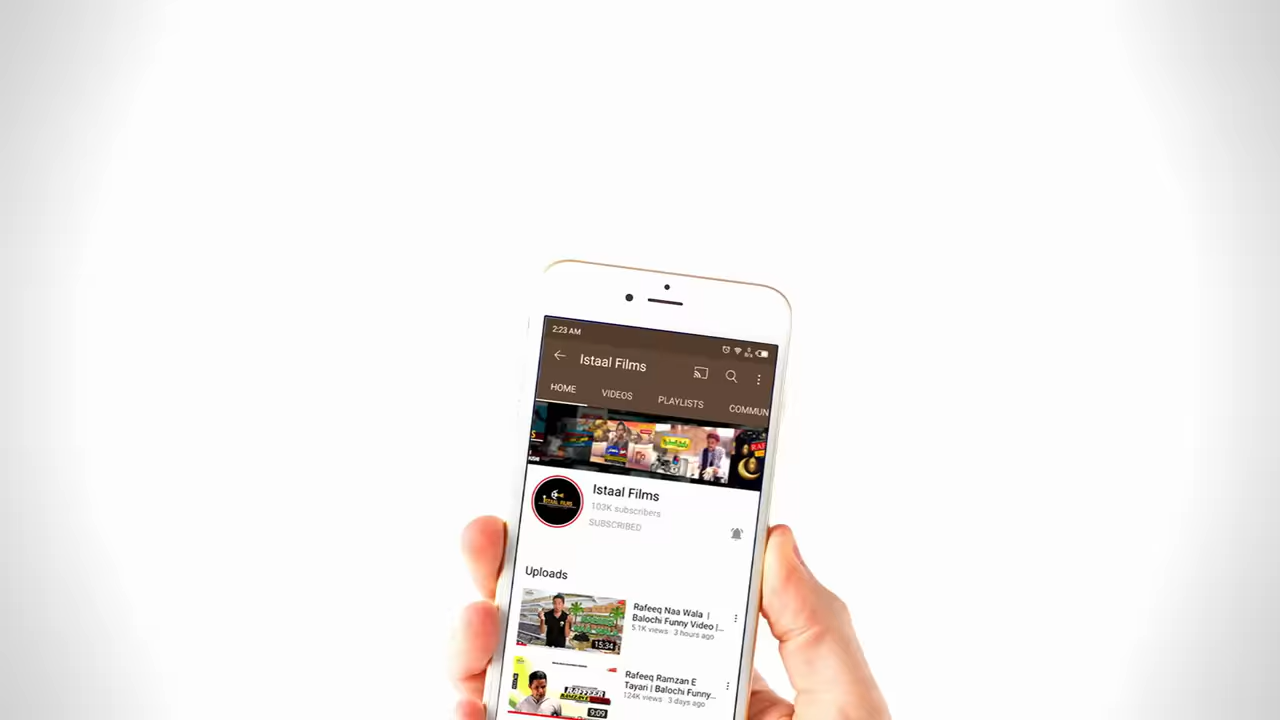 2:23 AM
Istaal Films
HOME VIDEOS PLAYLISTS COMMUN
Istaal Films
103K subscribers
SUBSCRIBED
Uploads
Rafeeq Naa Wala |
Balochi Funny Video |...
5.1K views · 3 hours ago
15:34
Rafeeq Ramzan E
Tayari | Balochi Funny...
124K views · 3 days ago
9:09